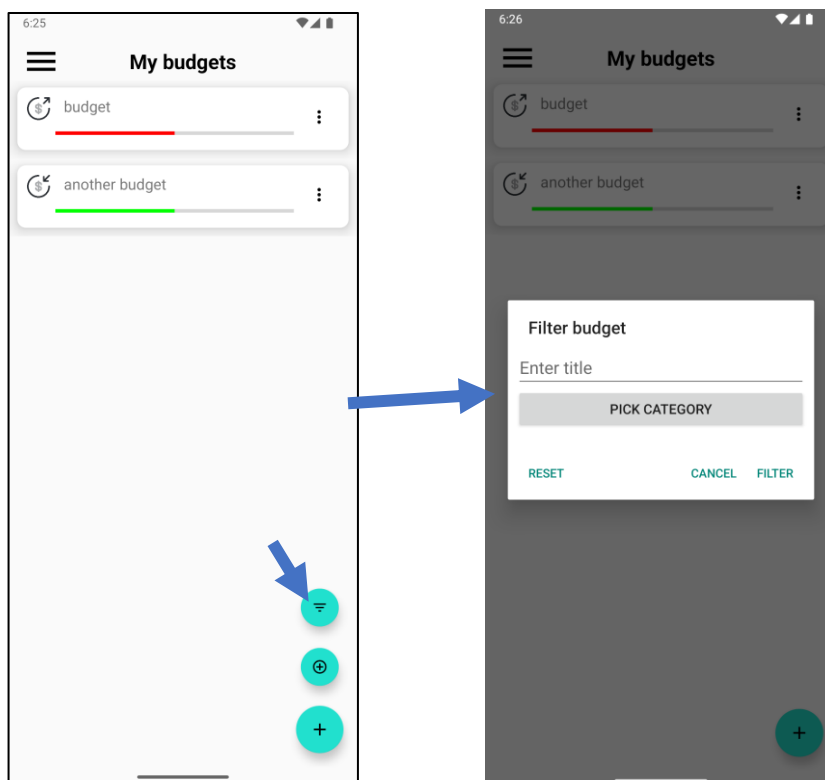 6:25
My budgets
budget
another budget
6:26
My budgets
budget
another budget
Filter budget
Enter title
PICK CATEGORY
RESET CANCEL FILTER